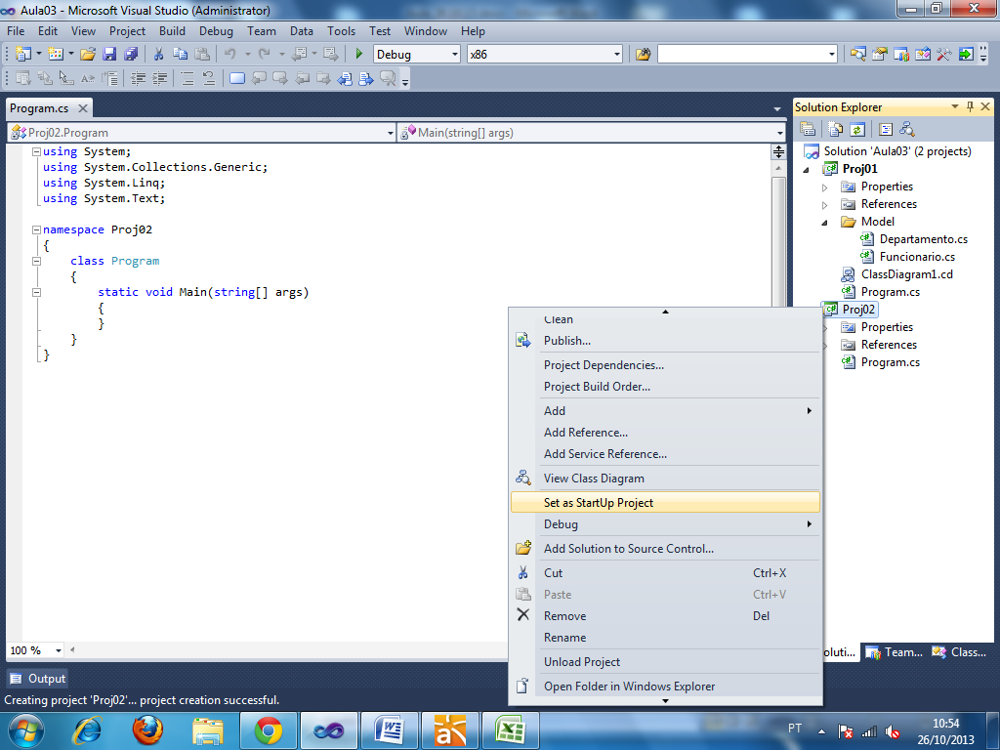 Aula03 - Microsoft Visual Studio (Administrator)
File Edit View Project Build Debug Team Data Tools Test Window Help
Debug x86
Program.cs
Proj02.Program Main(string[] args)
using System;
using System.Collections.Generic;
using System.Linq;
using System.Text;
namespace Proj02
{
class Program
{
static void Main(string[] args)
{
}
}
}
100 %
Solution Explorer
Solution 'Aula03' (2 projects)
Proj01
Properties
References
Model
Departamento.cs
Funcionario.cs
ClassDiagram1.cd
Program.cs
Proj02
Properties
References
Program.cs
Clean
Publish...
Project Dependencies...
Project Build Order...
Add
Add Reference...
Add Service Reference...
View Class Diagram
Set as StartUp Project
Debug
Add Solution to Source Control...
Cut Ctrl+X
Paste Ctrl+V
Remove Del
Rename
Unload Project
Open Folder in Windows Explorer
oluti... Team... Class...
Output
Creating project 'Proj02'... project creation successful.
PT
10:54
26/10/2013